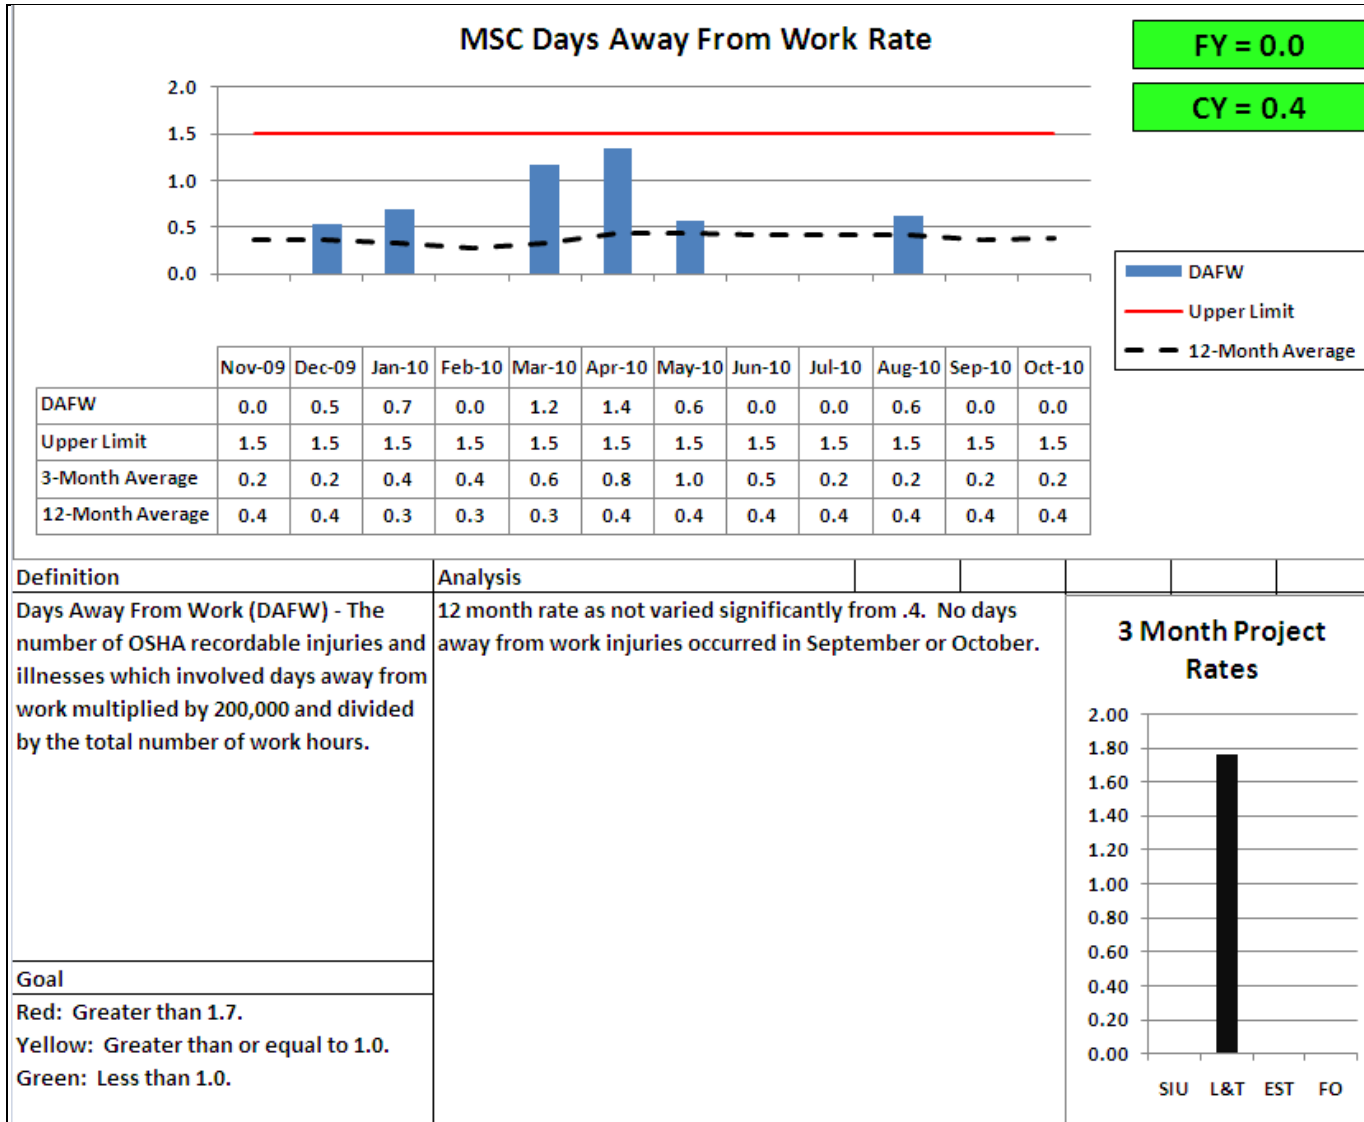 MSC Days Away From Work Rate
FY = 0.0
CY = 0.4
2.0
1.5
1.0
0.5
0.0
DAFW
Upper Limit
12-Month Average
Nov-09 Dec-09 Jan-10 Feb-10 Mar-10 Apr-10 May-10 Jun-10 Jul-10 Aug-10 Sep-10 Oct-10
DAFW 0.0 0.5 0.7 0.0 1.2 1.4 0.6 0.0 0.0 0.6 0.0 0.0
Upper Limit 1.5 1.5 1.5 1.5 1.5 1.5 1.5 1.5 1.5 1.5 1.5 1.5
3-Month Average 0.2 0.2 0.4 0.4 0.6 0.8 1.0 0.5 0.2 0.2 0.2 0.2
12-Month Average 0.4 0.4 0.3 0.3 0.3 0.4 0.4 0.4 0.4 0.4 0.4 0.4
Definition
Days Away From Work (DAFW) - The
number of OSHA recordable injuries and
illnesses which involved days away from
work multiplied by 200,000 and divided
by the total number of work hours.
Goal
Red:  Greater than 1.7.
Yellow:  Greater than or equal to 1.0.
Green:  Less than 1.0.
Analysis
12 month rate as not varied significantly from .4.  No days
away from work injuries occurred in September or October.
3 Month Project
Rates
2.00
1.80
1.60
1.40
1.20
1.00
0.80
0.60
0.40
0.20
0.00
SIU L&T EST FO